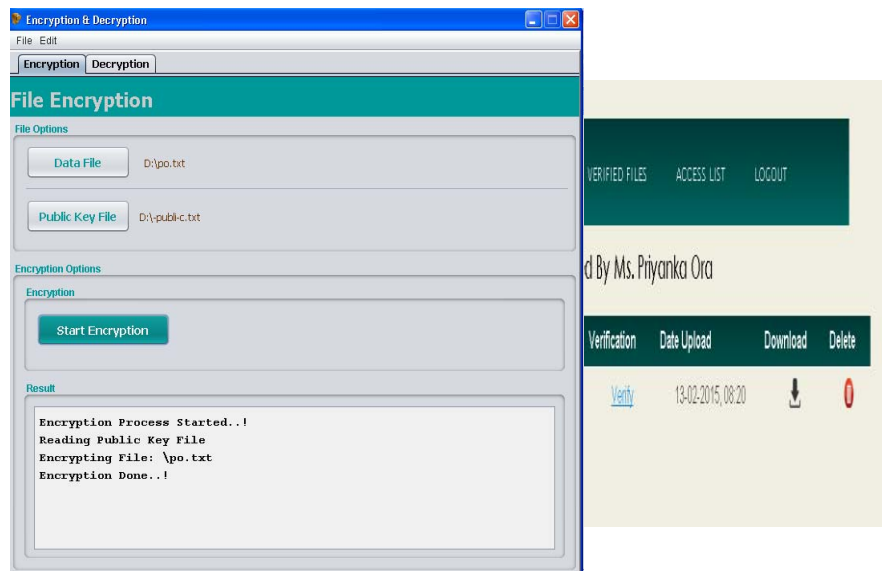 Encryption & Decryption
File Edit
Encryption Decryption
File Encryption
File Options
Data File D:\po.txt
Public Key File D:\-publi-c.txt
Encryption Options
Encryption
Start Encryption
Result
Encryption Process Started..!
Reading Public Key File
Encrypting File: \po.txt
Encryption Done..!
VERIFIED FILES ACCESS LIST LOGOUT
d By Ms. Priyanka Ora
Verification Date Upload Download Delete
Verify 13-02-2015, 08:20